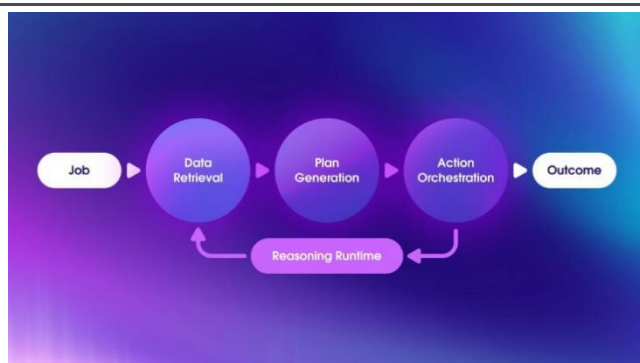 Job
Data
Retrieval
Plan
Generation
Action
Orchestration
Outcome
Reasoning Runtime